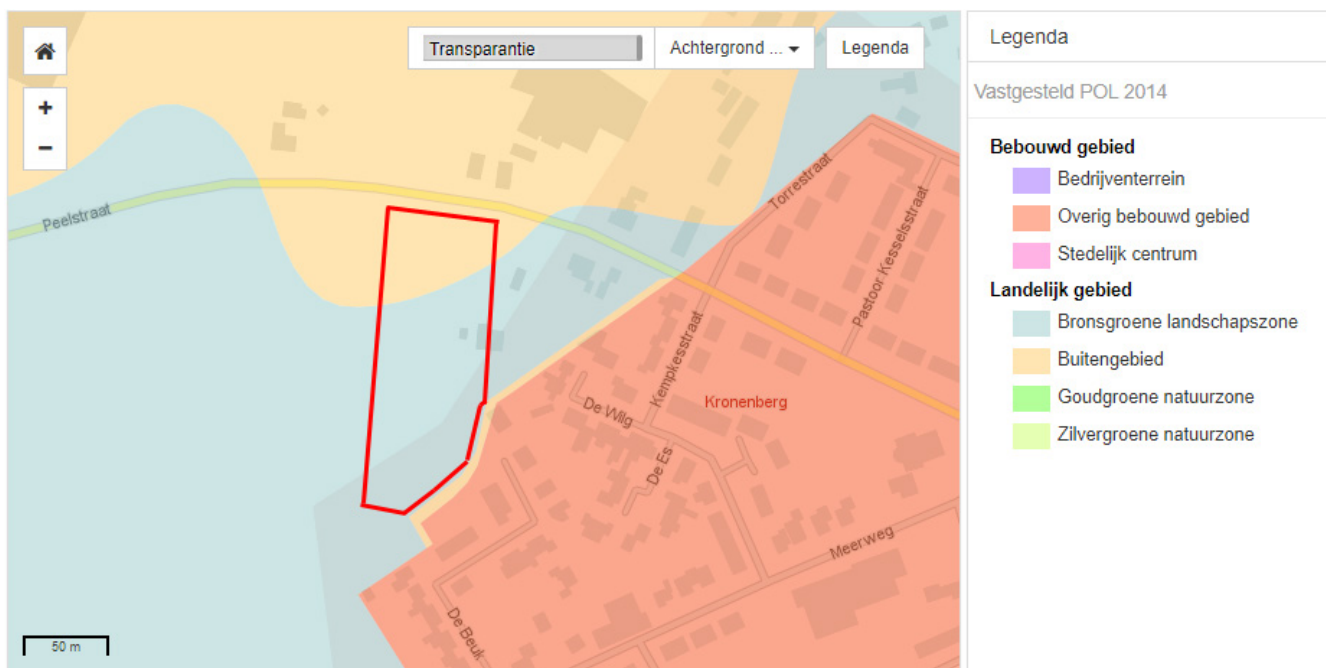 Transparantie
Achtergrond ...
Legenda
+
−
Peelstraat
Torrestraat
Pastoor Kesselsstraat
Kempkesstraat
De Wilg
Kronenberg
De Es
Meerweg
De Beuk
50 m
Legenda
Vastgesteld POL 2014
Bebouwd gebied
Bedrijventerrein
Overig bebouwd gebied
Stedelijk centrum
Landelijk gebied
Bronsgroene landschapszone
Buitengebied
Goudgroene natuurzone
Zilvergroene natuurzone